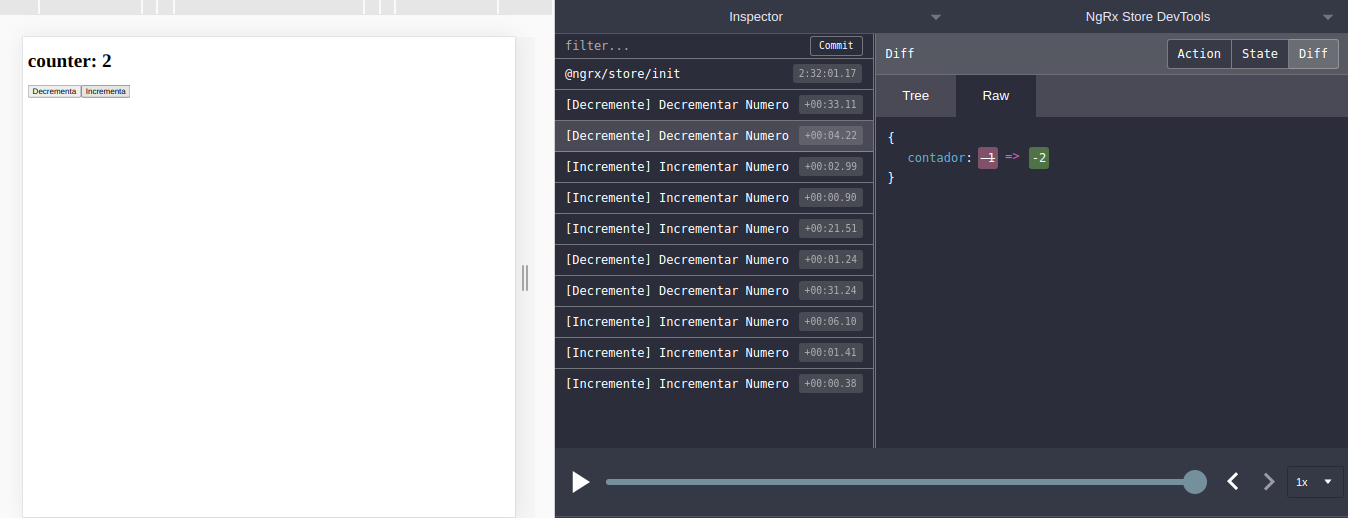 Inspector
NgRx Store DevTools
counter: 2
Decrementa Incrementa
filter...
Commit
@ngrx/store/init 2:32:01.17
[Decremente] Decrementar Numero +00:33.11
[Decremente] Decrementar Numero +00:04.22
[Incremente] Incrementar Numero +00:02.99
[Incremente] Incrementar Numero +00:00.90
[Incremente] Incrementar Numero +00:21.51
[Decremente] Decrementar Numero +00:01.24
[Decremente] Decrementar Numero +00:31.24
[Incremente] Incrementar Numero +00:06.10
[Incremente] Incrementar Numero +00:01.41
[Incremente] Incrementar Numero +00:00.38
Diff
Action State Diff
Tree Raw
{
contador: -1 => -2
}
1x